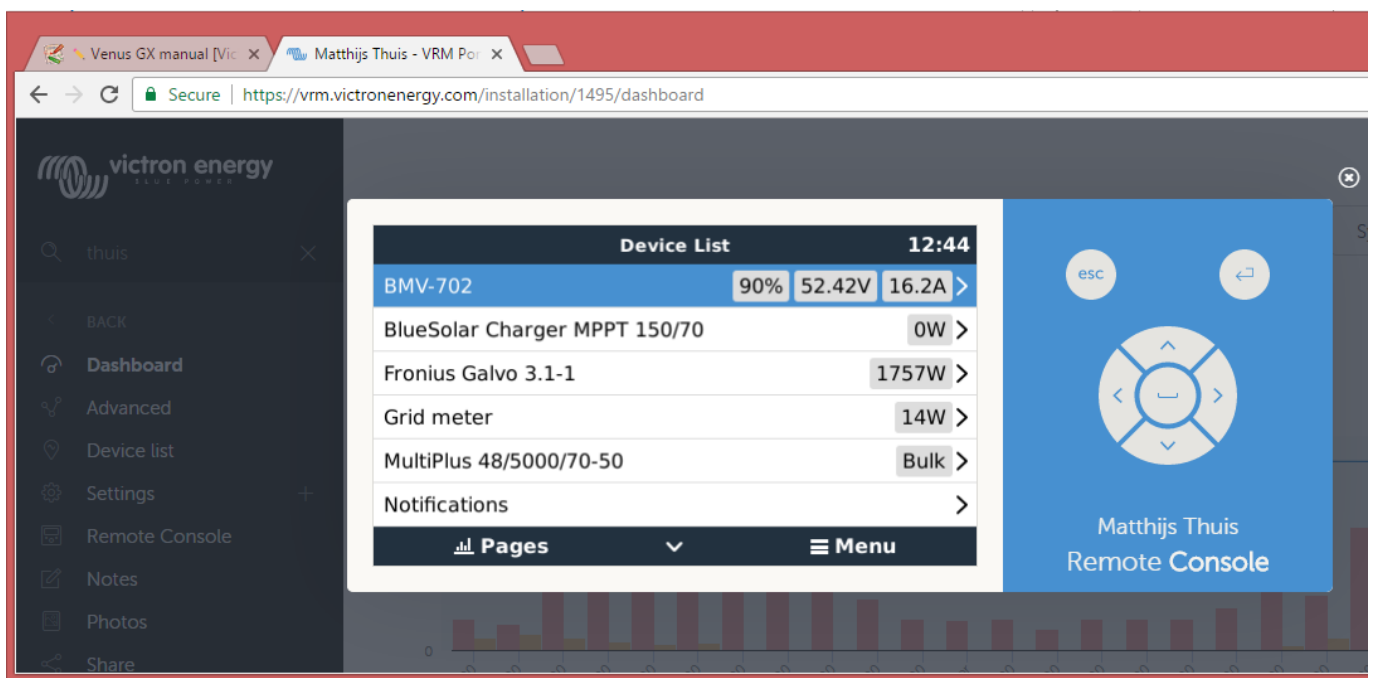 Venus GX manual [Vic
Matthijs Thuis - VRM Por
Secure https://vrm.victronenergy.com/installation/1495/dashboard
victron energy
BLUE POWER
thuis
BACK
Dashboard
Advanced
Device list
Settings
Remote Console
Notes
Photos
Share
Device List 12:44
BMV-702 90% 52.42V 16.2A
BlueSolar Charger MPPT 150/70 0W
Fronius Galvo 3.1-1 1757W
Grid meter 14W
MultiPlus 48/5000/70-50 Bulk
Notifications
Pages Menu
esc
Matthijs Thuis
Remote Console
0